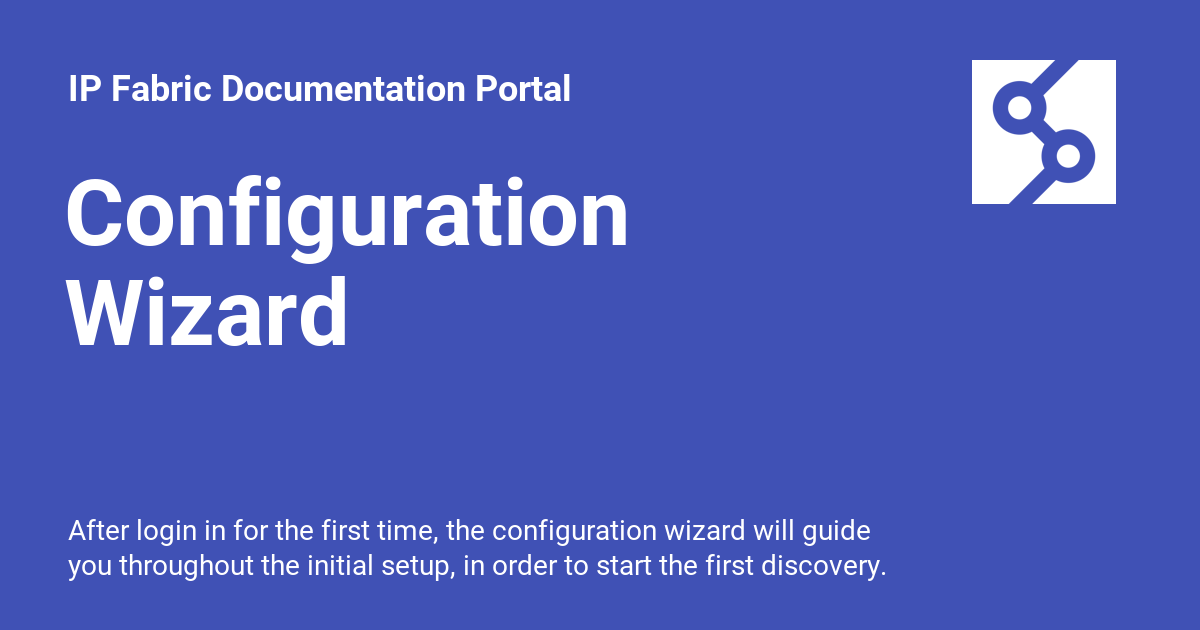 IP Fabric Documentation Portal
Configuration
Wizard
After login in for the first time, the configuration wizard will guide
you throughout the initial setup, in order to start the first discovery.